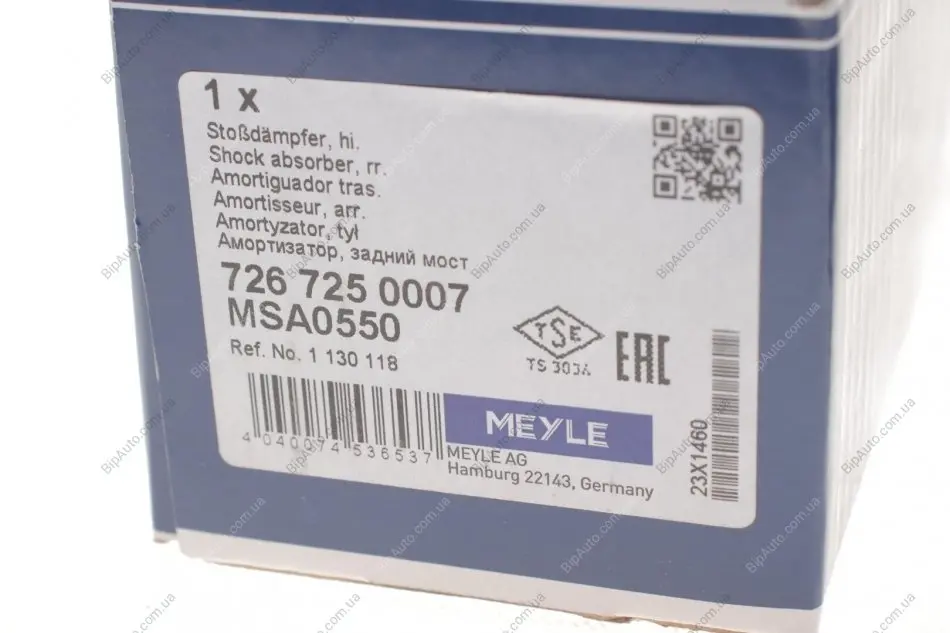 1 x
Stoßdämpfer, hi.
Shock absorber, rr.
Amortiguador tras.
Amortisseur, arr.
Amortyzator, tył
Амортизатор, задний мост
726 725 0007
MSA0550
Ref. No. 1 130 118
TSE
EAC
4 040074 536537
MEYLE
MEYLE AG
Hamburg 22143, Germany
23X1460
BipAuto.com.ua